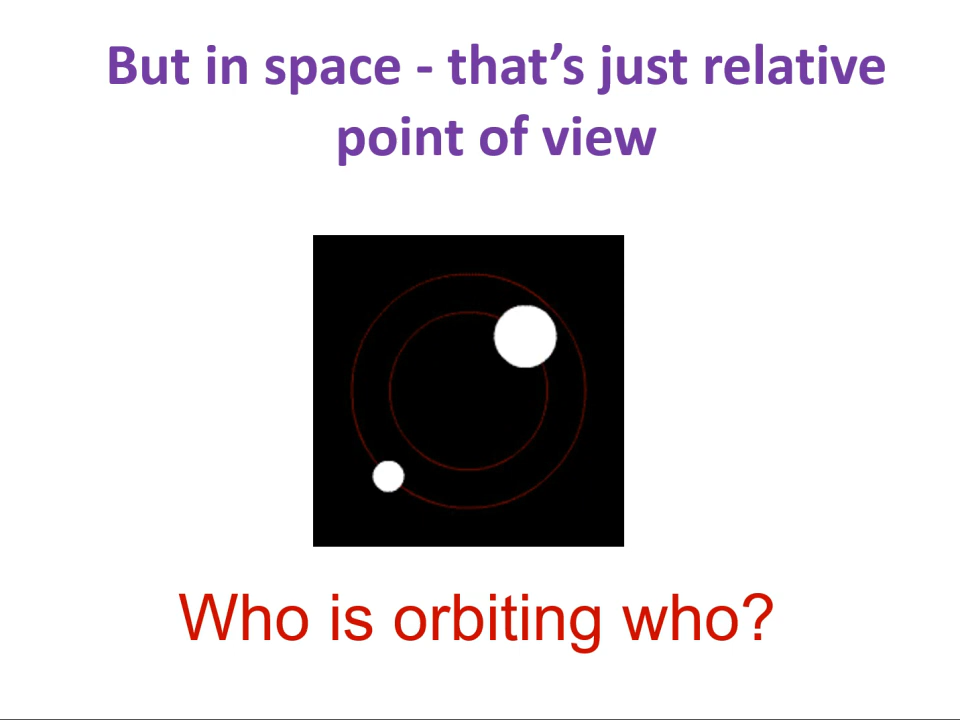 But in space - that’s just relative
point of view
Who is orbiting who?